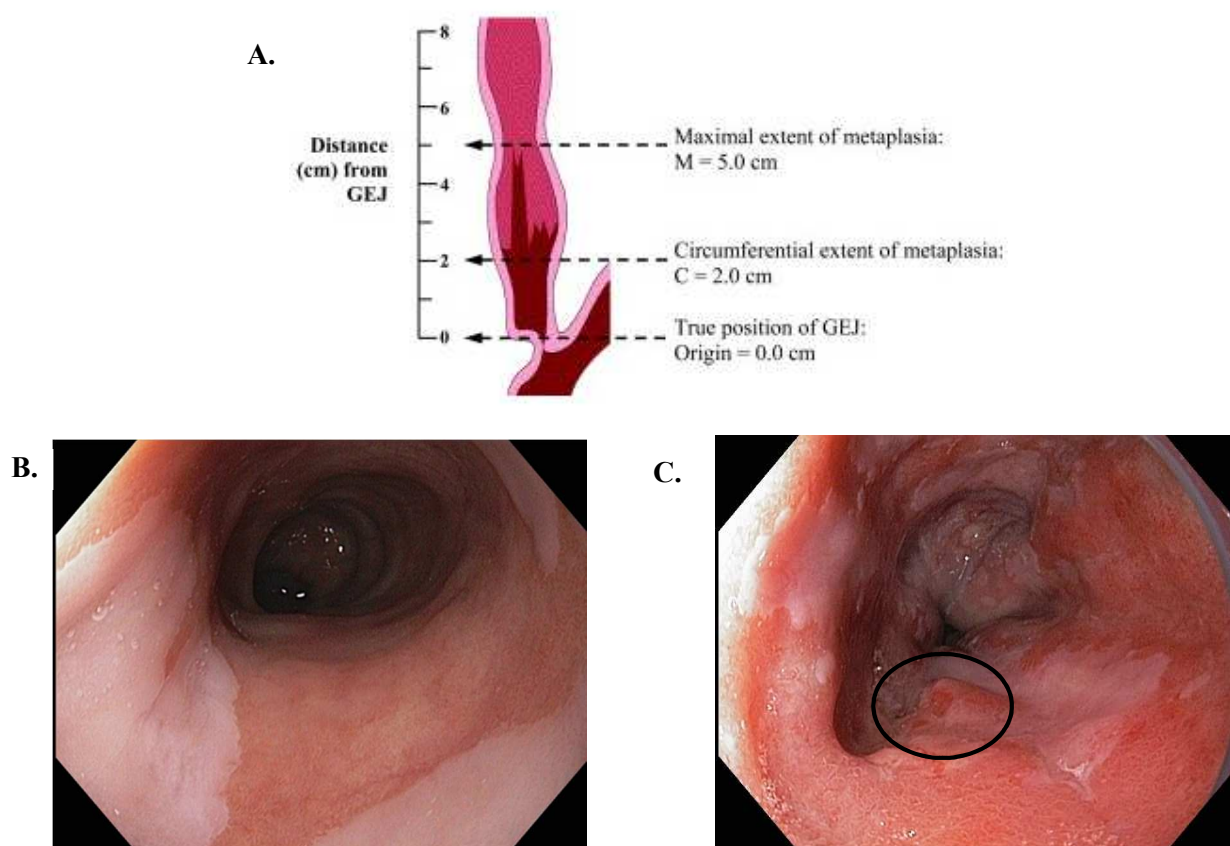 A.
8
6
4
2
0
Distance
(cm) from
GEJ
Maximal extent of metaplasia:
M = 5.0 cm
Circumferential extent of metaplasia:
C = 2.0 cm
True position of GEJ:
Origin = 0.0 cm
B.
C.